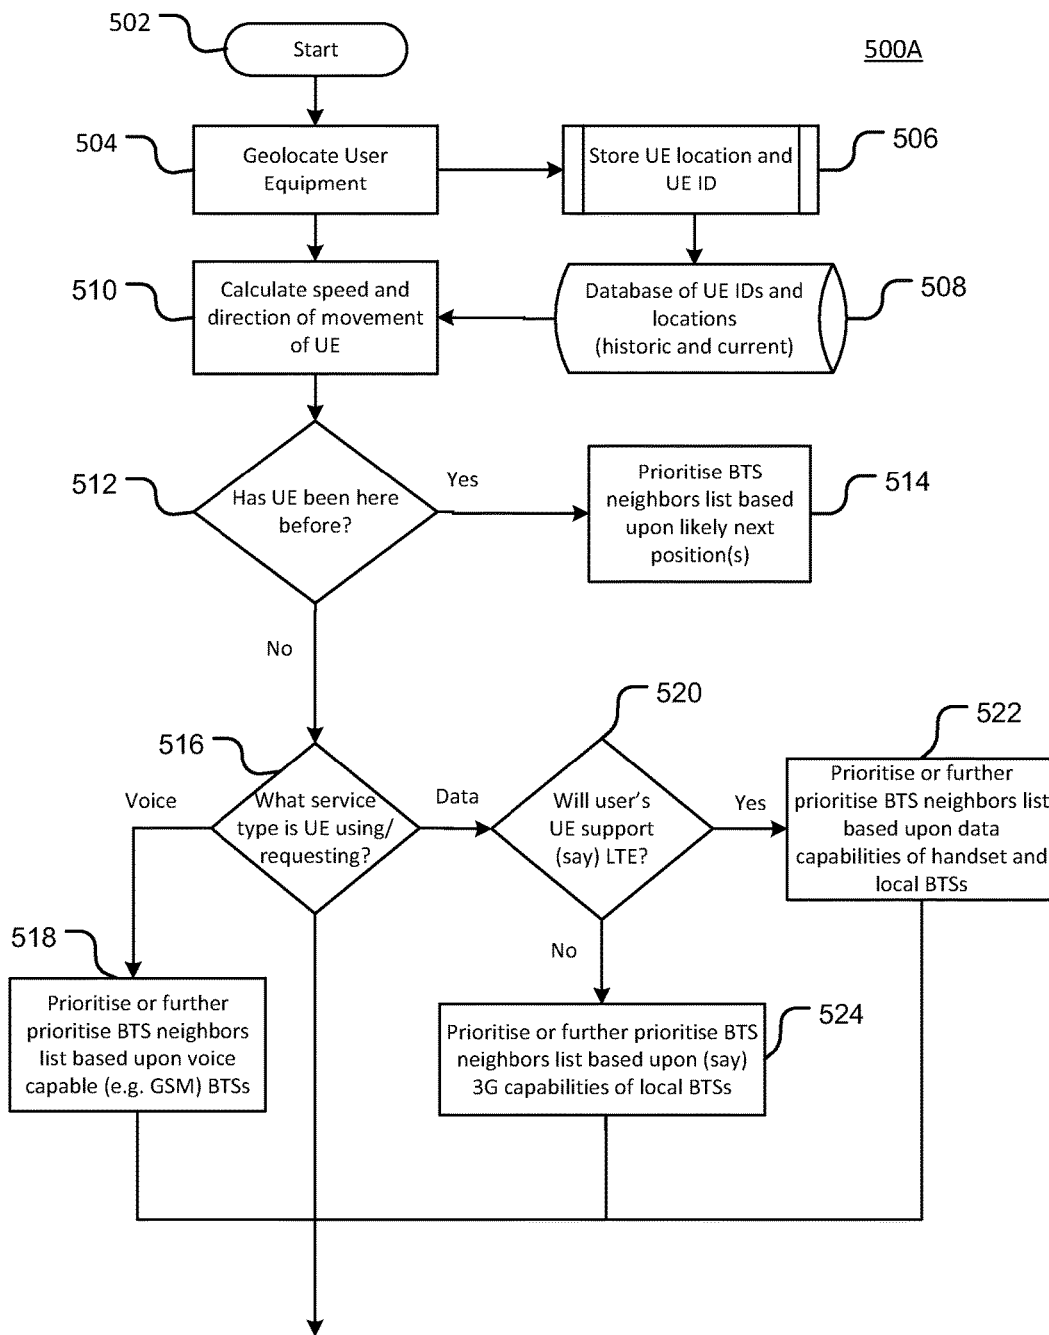 502
Start
500A
504
Geolocate User
Equipment
Store UE location and
UE ID
506
510
Calculate speed and
direction of movement
of UE
Database of UE IDs and
locations
(historic and current)
508
512
Has UE been here
before?
Yes
Prioritise BTS
neighbors list based
upon likely next
position(s)
514
No
516
What service
type is UE using/
requesting?
Voice
Data
520
Will user's
UE support
(say) LTE?
Yes
522
Prioritise or further
prioritise BTS neighbors list
based upon data
capabilities of handset and
local BTSs
518
Prioritise or further
prioritise BTS neighbors
list based upon voice
capable (e.g. GSM) BTSs
No
Prioritise or further prioritise BTS
neighbors list based upon (say)
3G capabilities of local BTSs
524